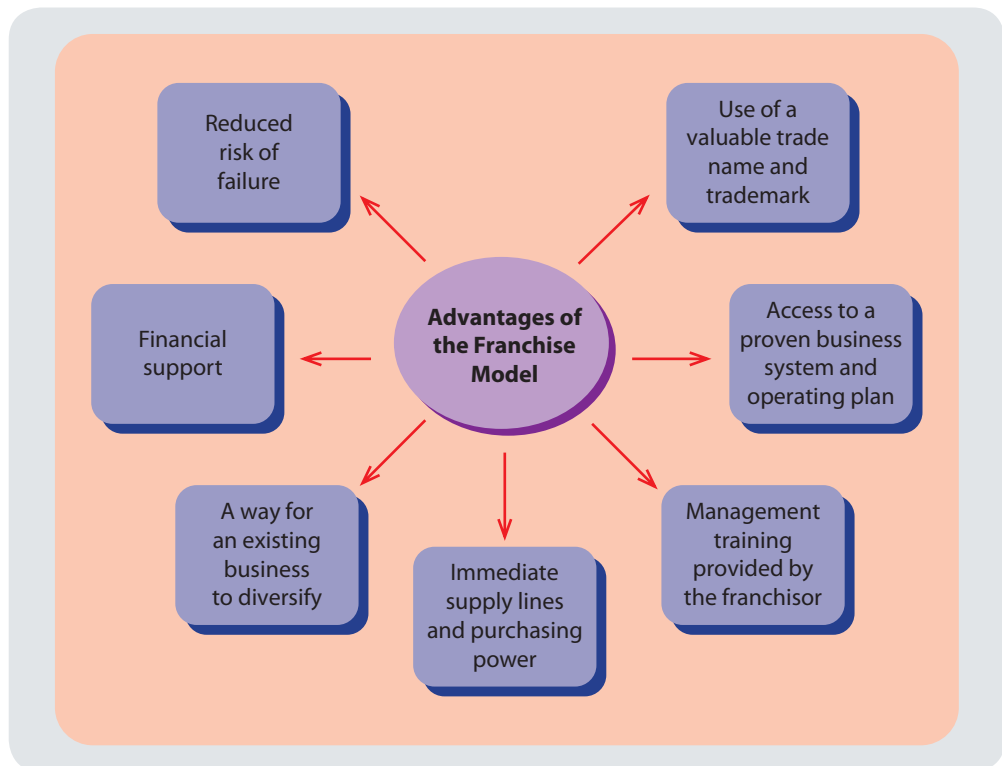 Reduced
risk of
failure
Use of a
valuable trade
name and
trademark
Advantages of
the Franchise
Model
Financial
support
Access to a
proven business
system and
operating plan
A way for
an existing
business
to diversify
Immediate
supply lines
and purchasing
power
Management
training
provided by
the franchisor